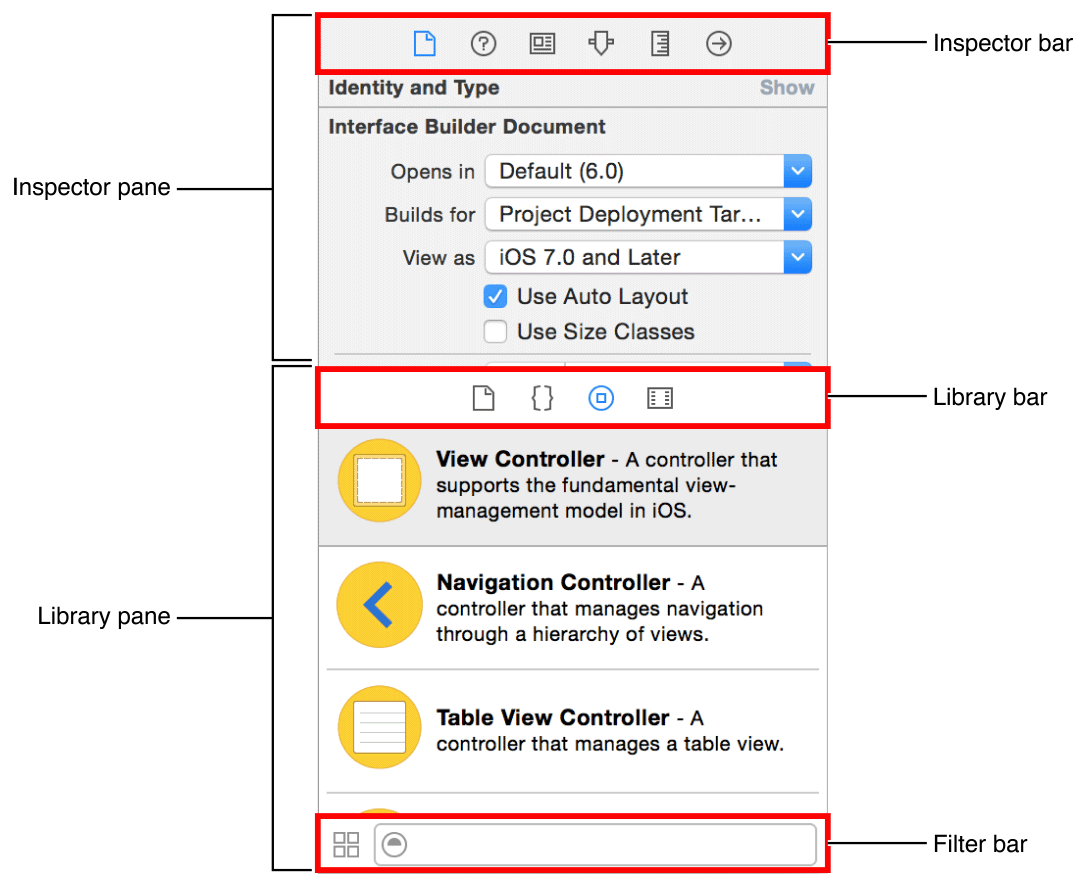 Inspector bar
Identity and Type Show
Interface Builder Document
Inspector pane
Opens in Default (6.0)
Builds for Project Deployment Tar...
View as iOS 7.0 and Later
Use Auto Layout
Use Size Classes
Library bar
View Controller - A controller that
supports the fundamental view-
management model in iOS.
Navigation Controller - A
controller that manages navigation
through a hierarchy of views.
Library pane
Table View Controller - A
controller that manages a table view.
Filter bar